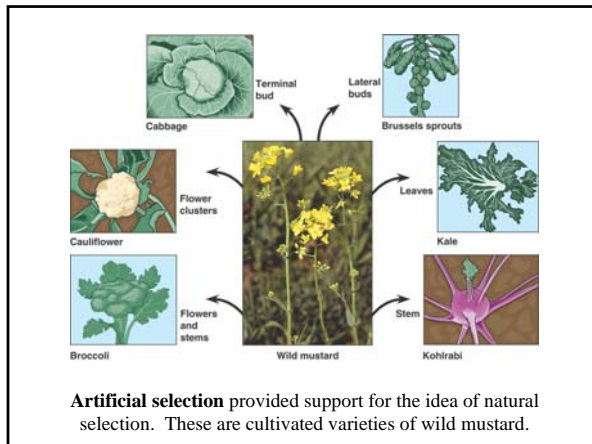 Terminal
bud
Cabbage
Lateral
buds
Brussels sprouts
Flower
clusters
Cauliflower
Leaves
Kale
Flowers
and
stems
Broccoli
Wild mustard
Stem
Kohlrabi
Artificial selection provided support for the idea of natural
selection.  These are cultivated varieties of wild mustard.